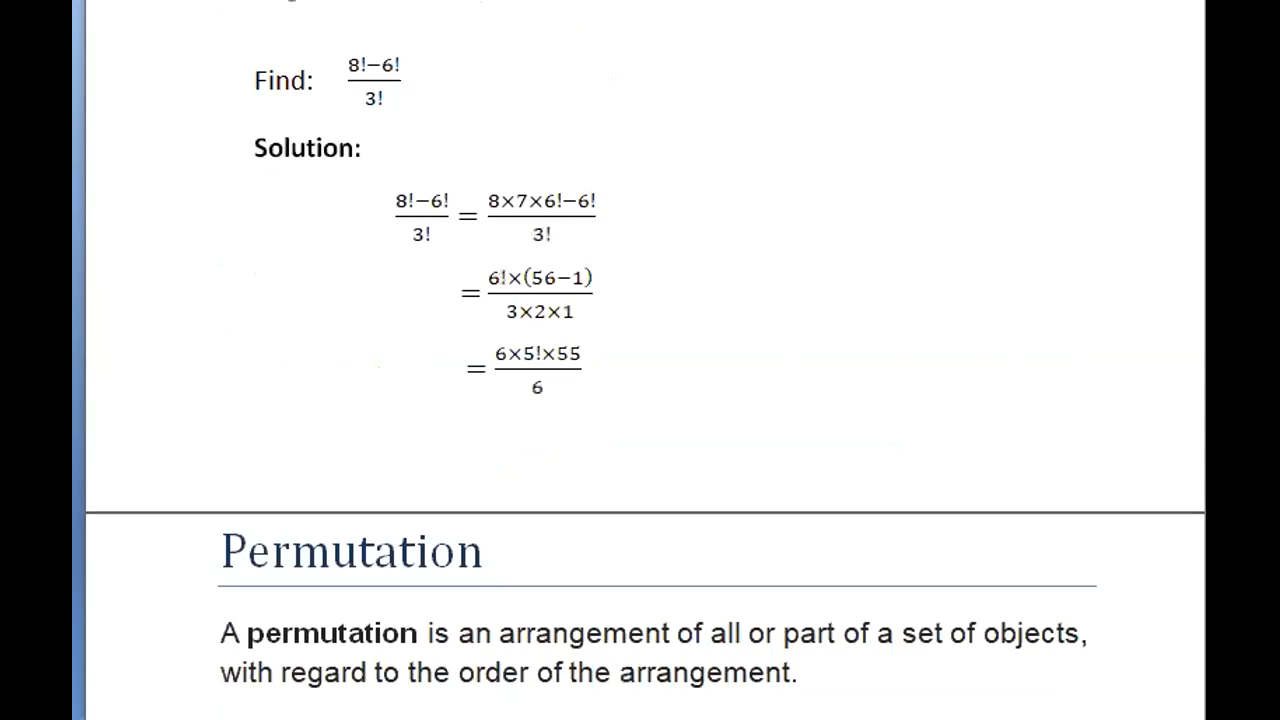 Find: (8!−6!)/3!
Solution:
(8!−6!)/3! = (8×7×6!−6!)/3!
= (6!×(56−1))/(3×2×1)
= (6×5!×55)/6
Permutation
A permutation is an arrangement of all or part of a set of objects,
with regard to the order of the arrangement.